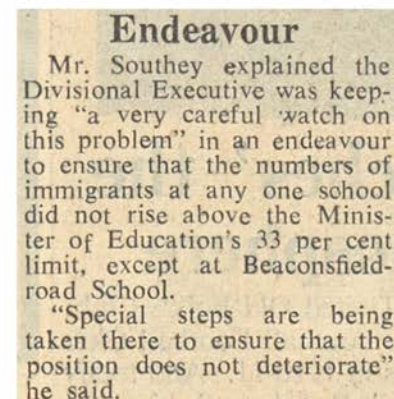 Endeavour
Mr. Southey explained the
Divisional Executive was keep-
ing "a very careful watch on
this problem" in an endeavour
to ensure that the numbers of
immigrants at any one school
did not rise above the Minis-
ter of Education's 33 per cent
limit, except at Beaconsfield-
road School.
"Special steps are being
taken there to ensure that the
position does not deteriorate"
he said.